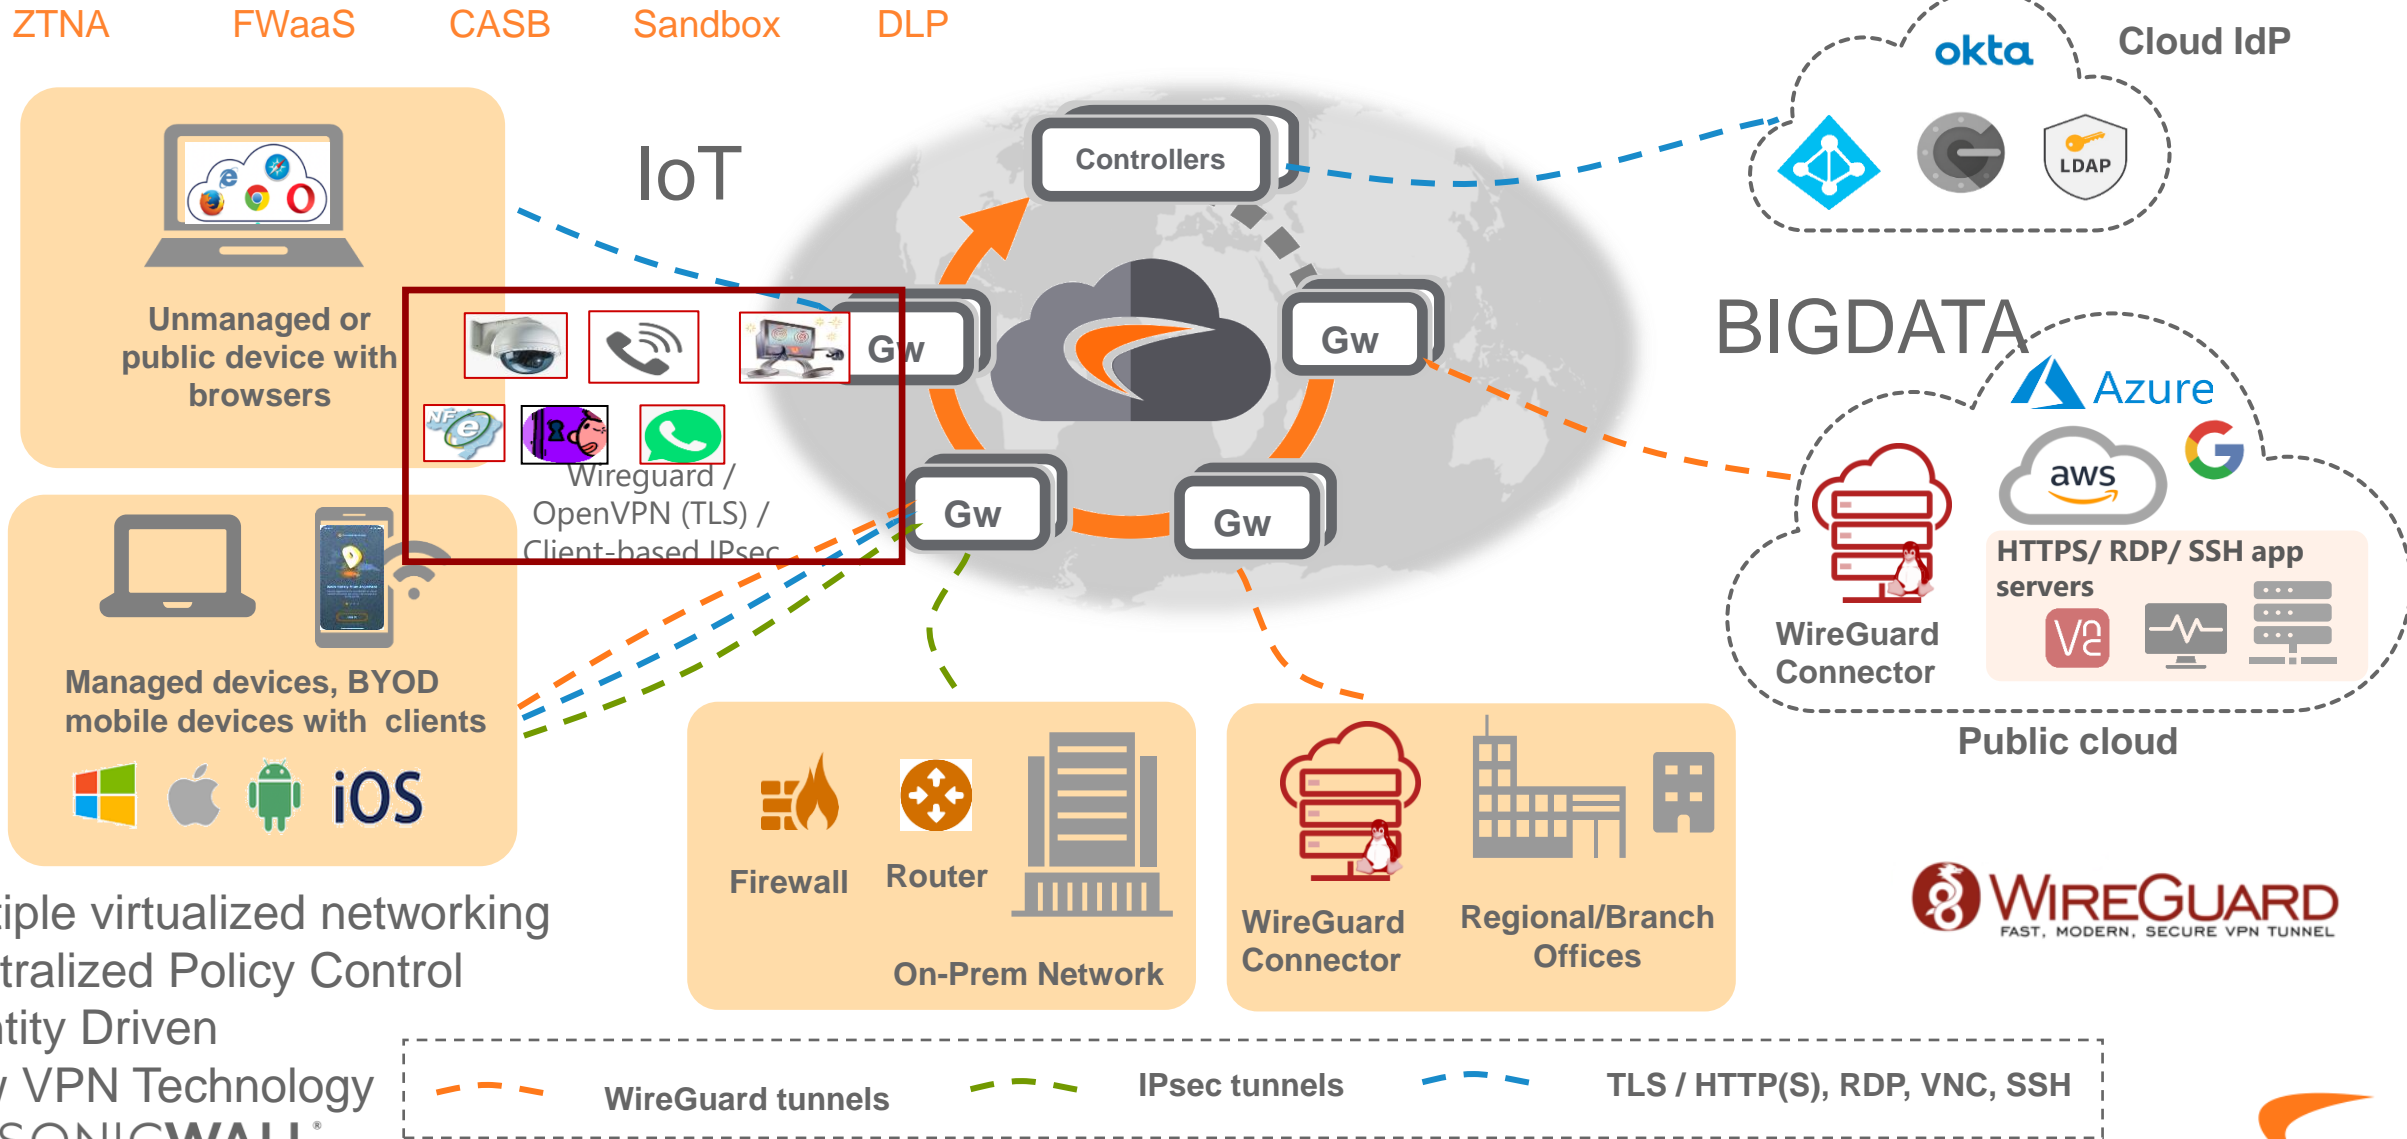 ZTNA FWaaS CASB Sandbox DLP
okta
Cloud IdP
LDAP
IoT
Controllers
Unmanaged or
public device with
browsers
Gw
Gw
BIGDATA
Azure
aws
NF e
Wireguard /
OpenVPN (TLS) /
Client-based IPsec
Gw
Gw
HTTPS/ RDP/ SSH app
servers
WireGuard
Connector
Public cloud
Managed devices, BYOD
mobile devices with clients
iOS
Firewall
Router
On-Prem Network
WireGuard
Connector
Regional/Branch
Offices
WIREGUARD
FAST, MODERN, SECURE VPN TUNNEL
tiple virtualized networking
tralized Policy Control
ntity Driven
VPN Technology
SONICWALL®
WireGuard tunnels
IPsec tunnels
TLS / HTTP(S), RDP, VNC, SSH